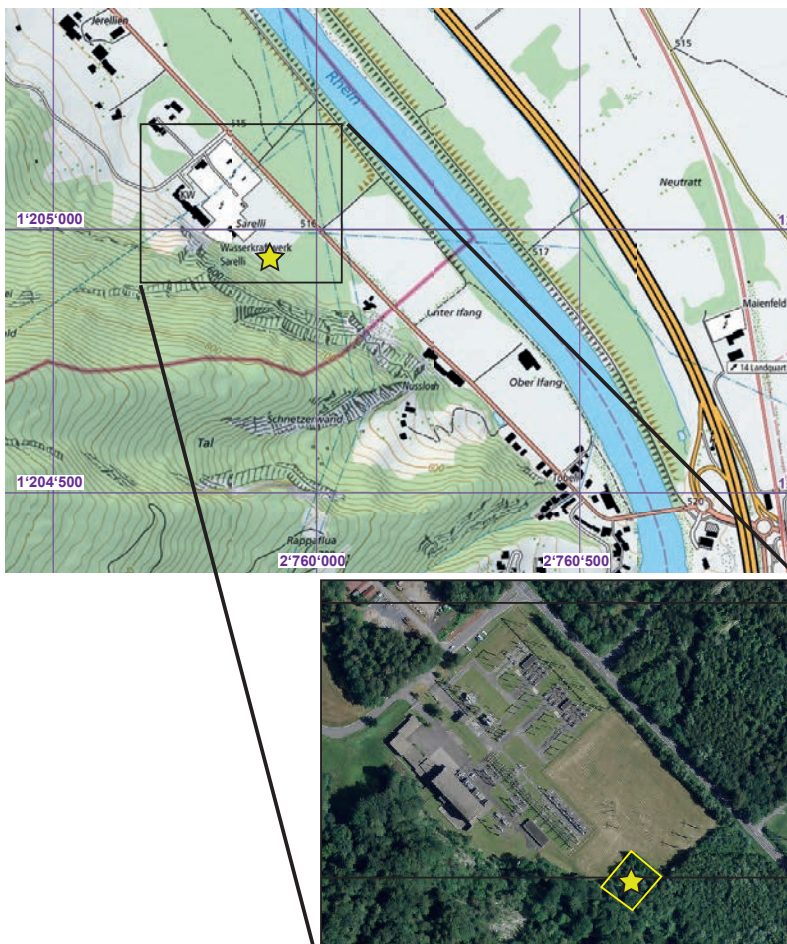 Jerellien
515
Rhein
515
Neutratt
KW
1'205'000
Sarelli
516
Wasserkraftwerk
Sarelli
517
Unter Ifang
Maienfeld
14 Landquart
Ober Ifang
Nussloch
Schnetzerwand
Tal
600
1'204'500
520
Rappaflua
2'760'000
2'760'500